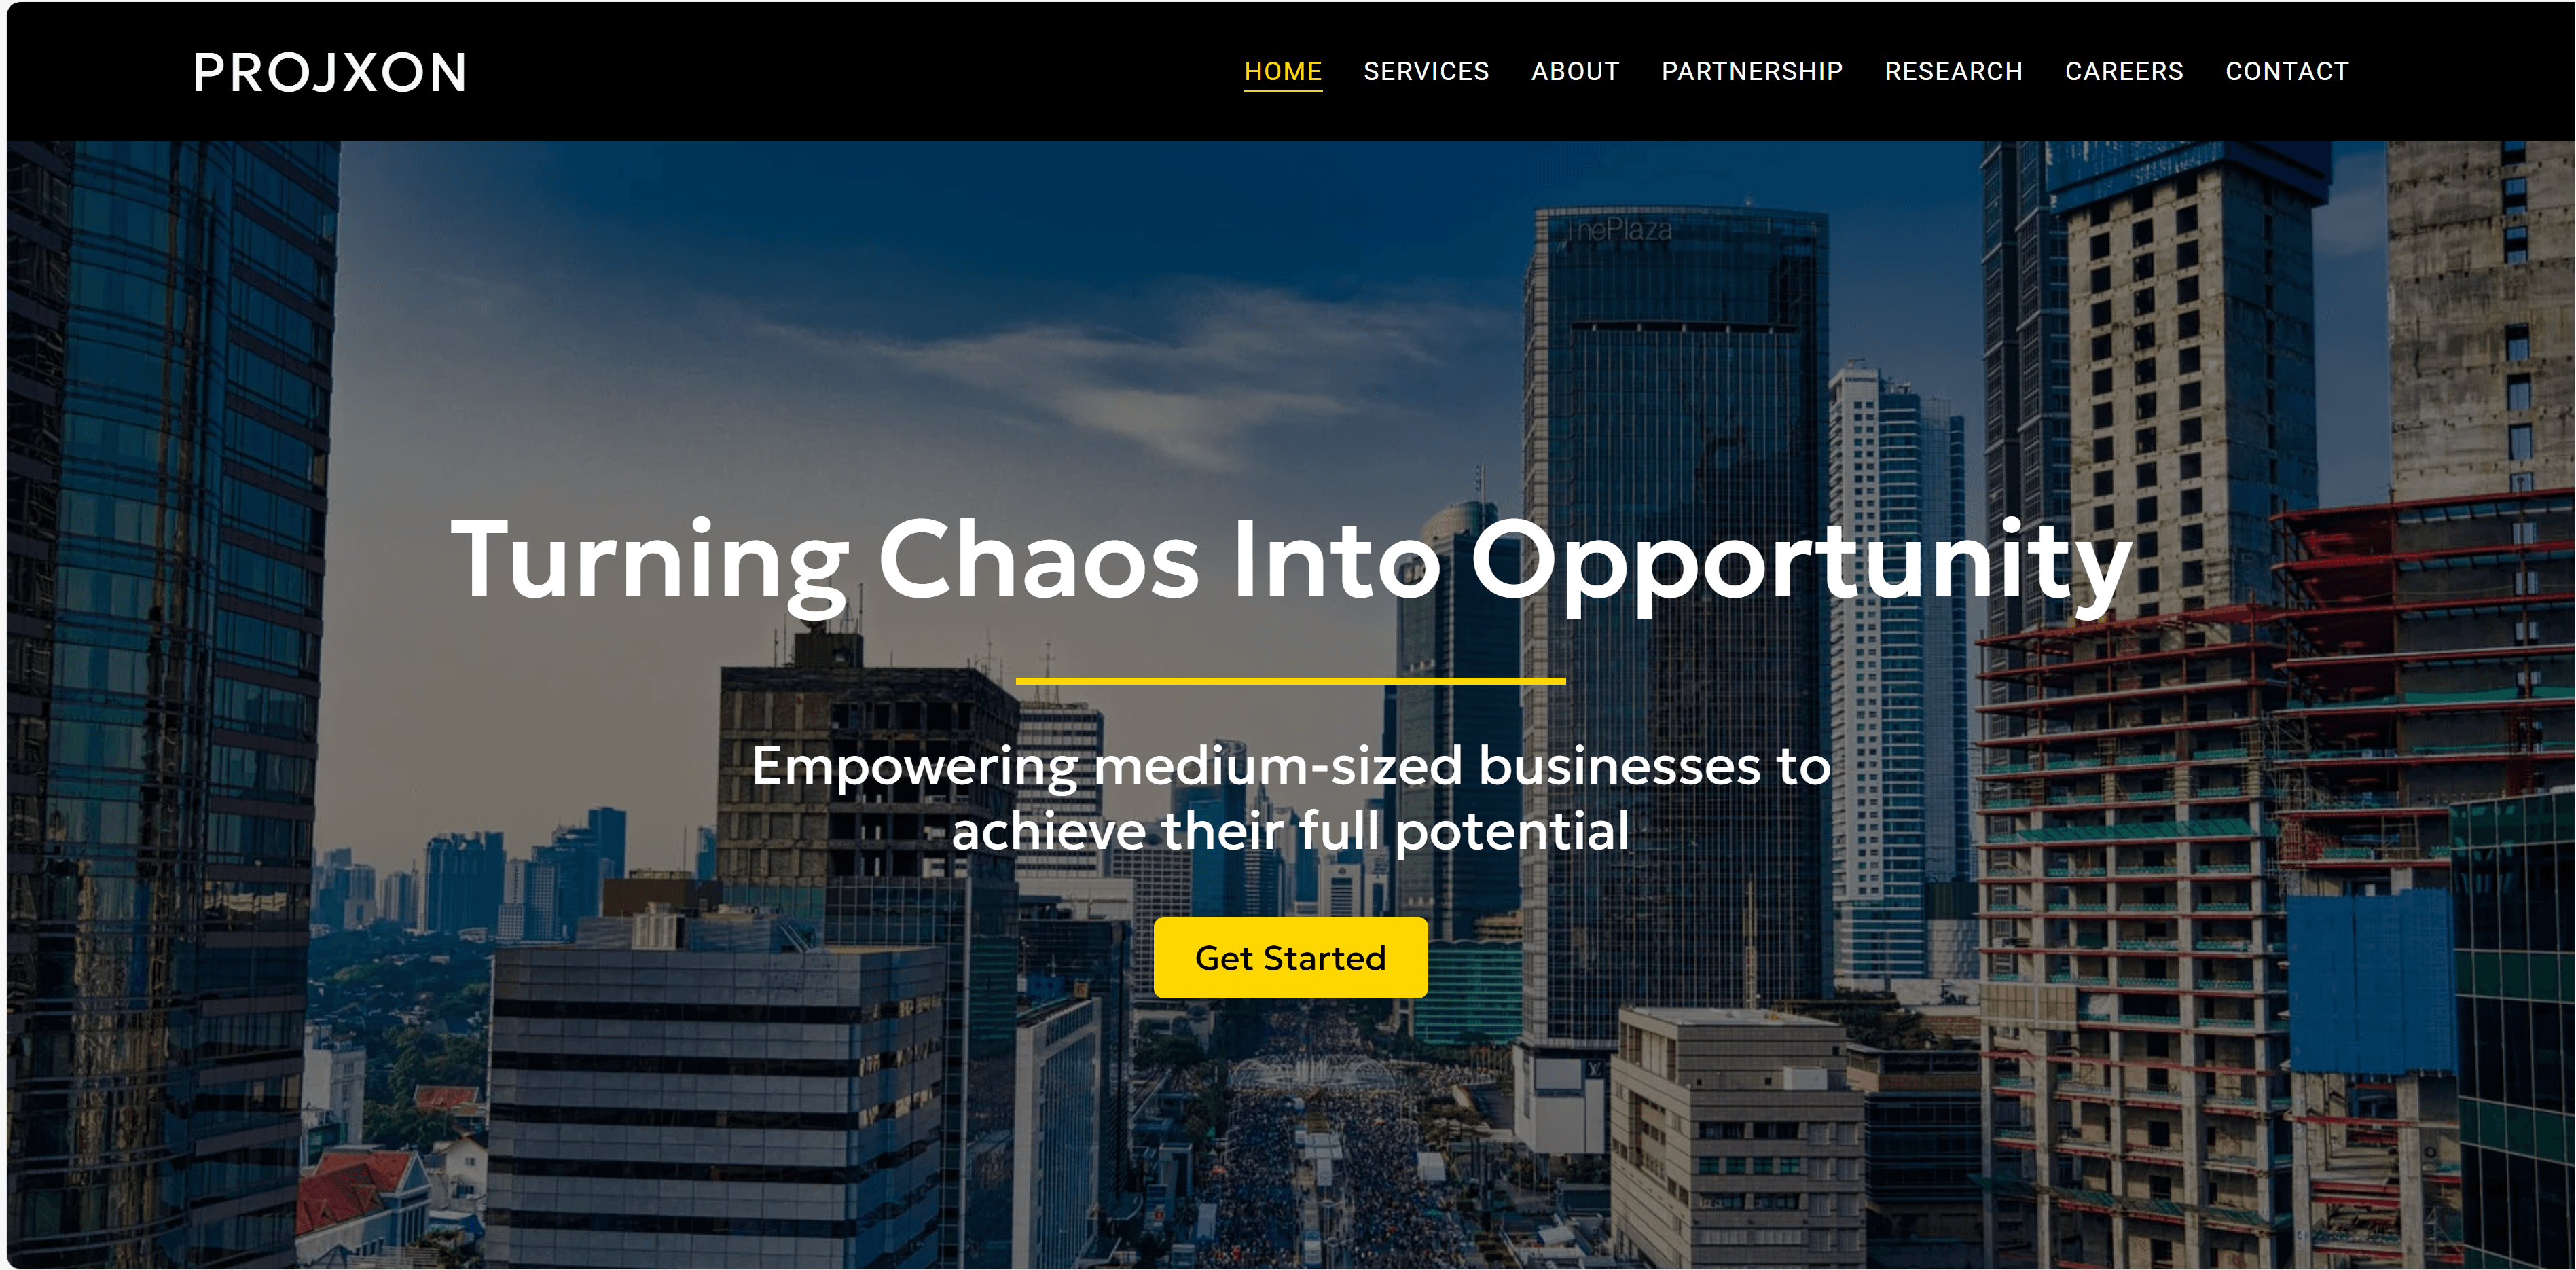 PROJXON
HOME SERVICES ABOUT PARTNERSHIP RESEARCH CAREERS CONTACT
ThePlaza
Turning Chaos Into Opportunity
Empowering medium-sized businesses to
achieve their full potential
Get Started